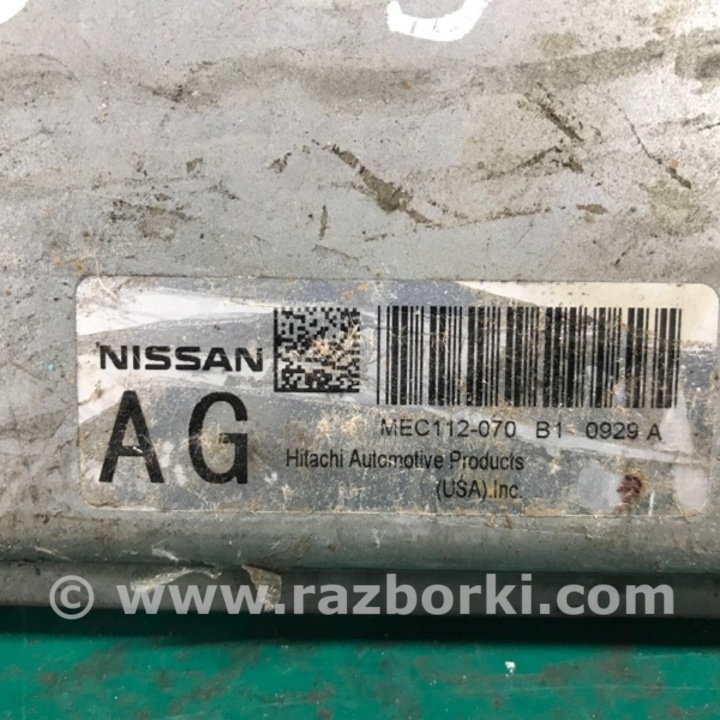 NISSAN
AG
MEC112-070 B1 0929 A
Hitachi Automotive Products
(USA).Inc.
© www.razborki.com